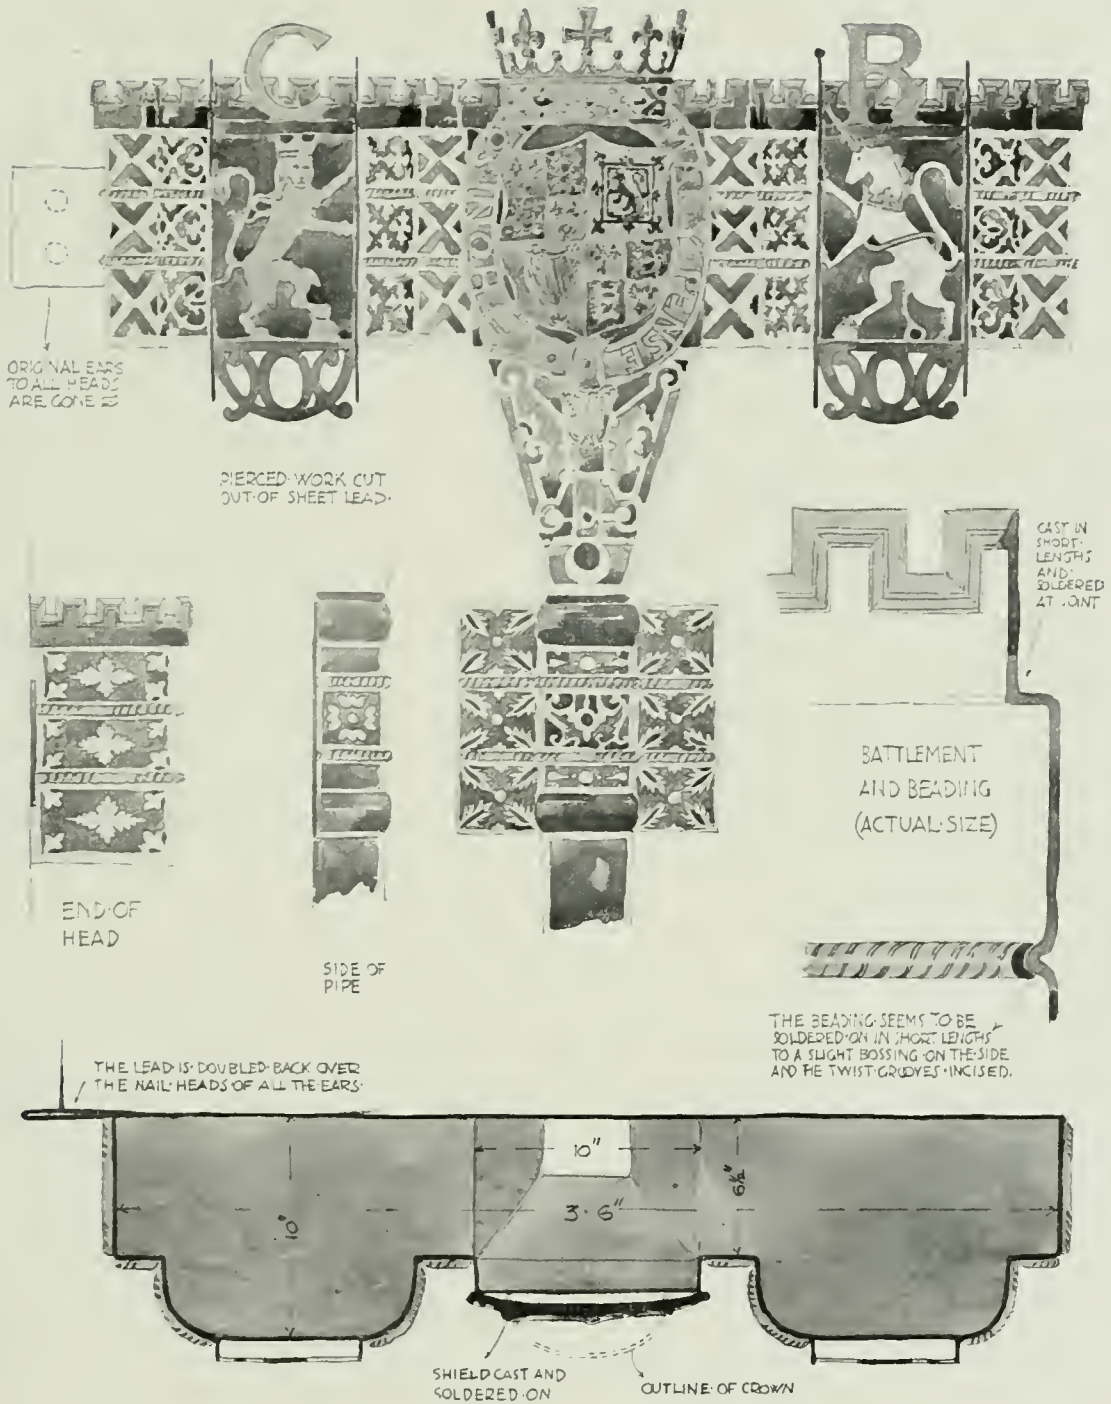 C
B
ESNE
ORIGINAL EARS
TO ALL HEADS
ARE GONE
PIERCED·WORK CUT
OUT·OF SHEET LEAD·
CAST IN
SHORT·
LENGTHS
AND·
SOLDERED
AT JOINT
BATTLEMENT
AND BEADING
(ACTUAL·SIZE)
END·OF
HEAD
SIDE OF
PIPE
THE BEADING·SEEMS TO·BE
SOLDERED·ON IN SHORT LENGTHS
TO A SLIGHT BOSSING·ON THE·SIDE
AND THE TWIST·GROOVES·INCISED.
THE LEAD·IS·DOUBLED·BACK OVER
THE NAIL·HEADS·OF ALL THE·EARS·
10"
10"
6½"
3·6"
SHIELD CAST AND
SOLDERED·ON
OUTLINE·OF CROWN